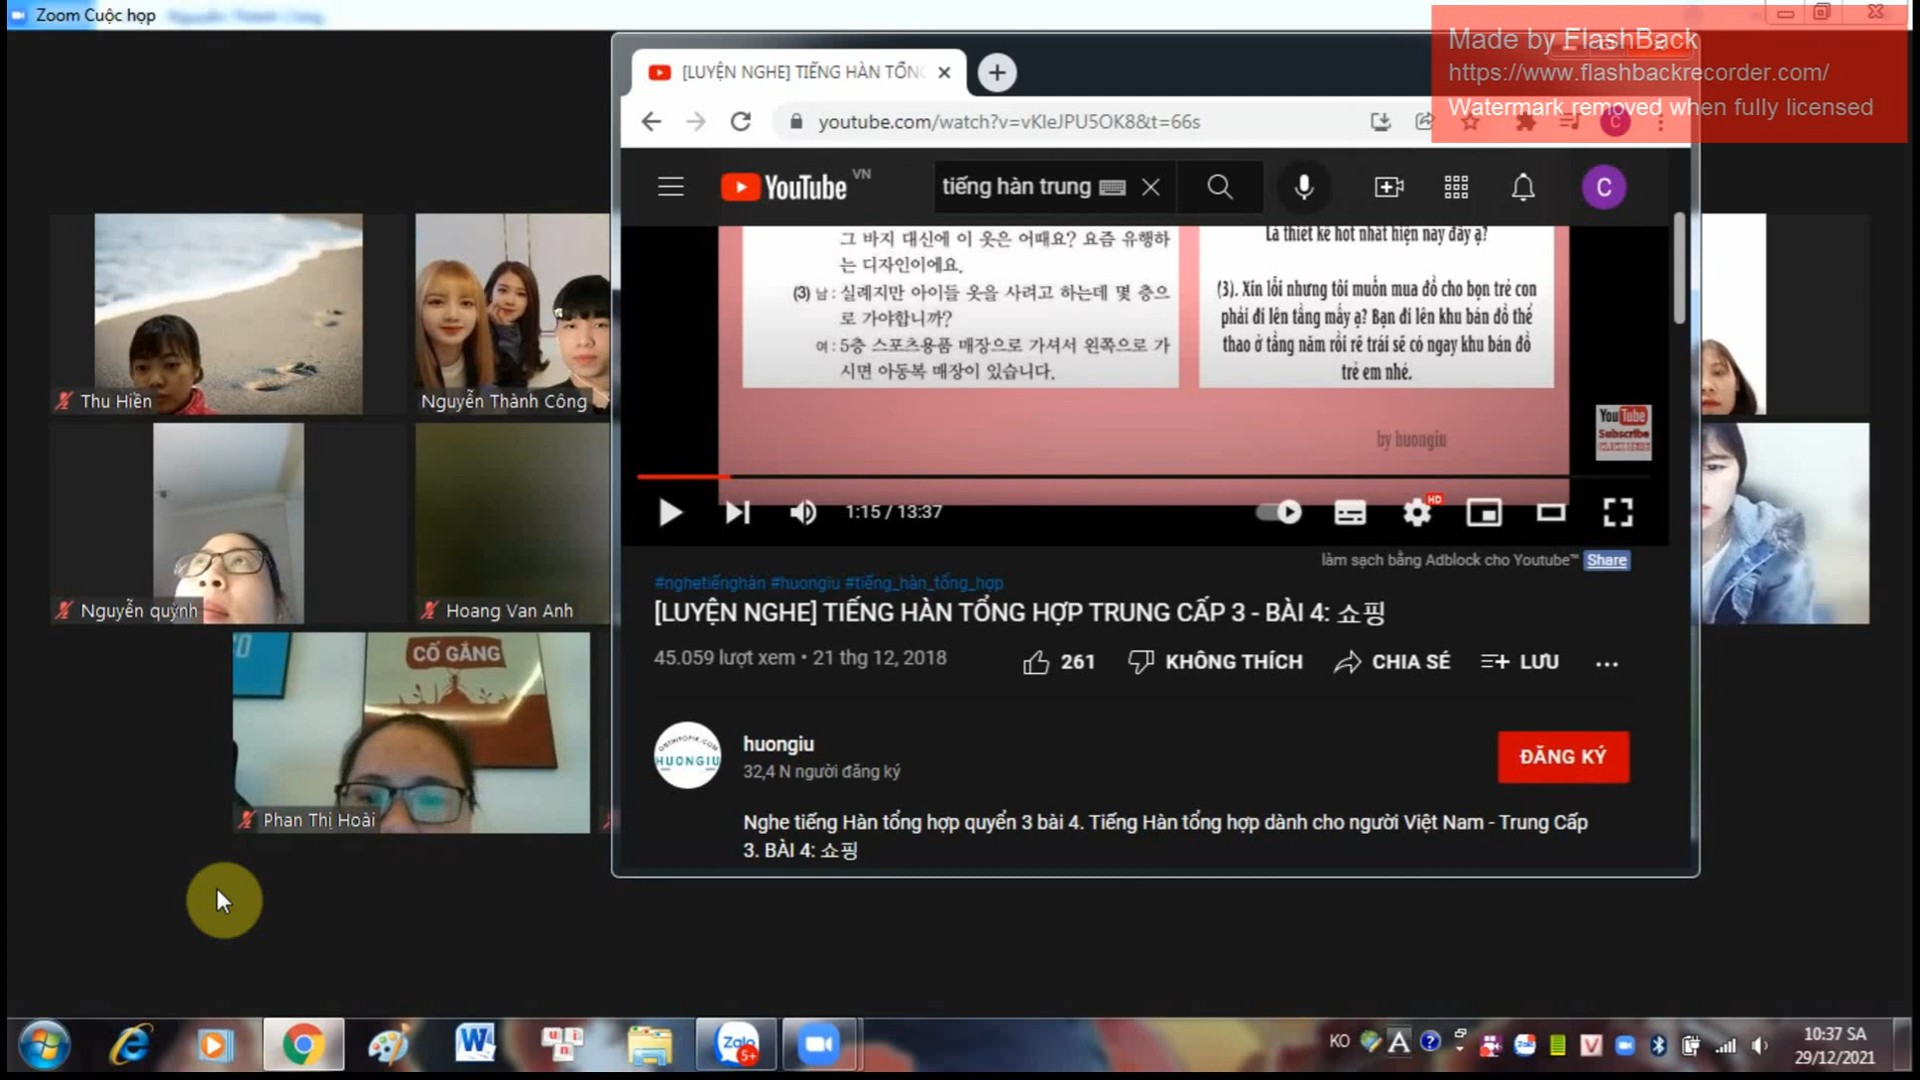 Zoom Cuộc họp
Made by FlashBack
https://www.flashbackrecorder.com/
Watermark removed when fully licensed
[LUYỆN NGHE] TIẾNG HÀN TỔNG
youtube.com/watch?v=vKleJPU5OK8&t=66s
YouTube VN
tiếng hàn trung
C
그 바지 대신에 이 옷은 어때요? 요즘 유행하
는 디자인이에요.
(3) 남 : 실례지만 아이들 옷을 사려고 하는데 몇 층으
로 가야합니까?
여 : 5층 스포츠용품 매장으로 가셔서 왼쪽으로 가
시면 아동복 매장이 있습니다.
Là thiết kế hot nhất hiện nay đấy ạ?
(3). Xin lỗi nhưng tôi muốn mua đồ cho bọn trẻ con
phải đi lên tầng mấy ạ? Bạn đi lên khu bán đồ thể
thao ở tầng năm rồi rẽ trái sẽ có ngay khu bán đồ
trẻ em nhé.
by huongiu
You Tube
Subscribe
1:15 / 13:37
HD
làm sạch bằng Adblock cho Youtube™ Share
#nghetiếnghàn #huongiu #tiếng_hàn_tổng_hợp
[LUYỆN NGHE] TIẾNG HÀN TỔNG HỢP TRUNG CẤP 3 - BÀI 4: 쇼핑
45.059 lượt xem • 21 thg 12, 2018
261
KHÔNG THÍCH
CHIA SẺ
LƯU
HUONGIU
huongiu
32,4 N người đăng ký
ĐĂNG KÝ
Nghe tiếng Hàn tổng hợp quyển 3 bài 4. Tiếng Hàn tổng hợp dành cho người Việt Nam - Trung Cấp
3. BÀI 4: 쇼핑
Thu Hiền
Nguyễn Thành Công
Nguyễn quỳnh
Hoang Van Anh
CỐ GẮNG
Phan Thị Hoài
Zalo
5+
KO
A
10:37 SA
29/12/2021